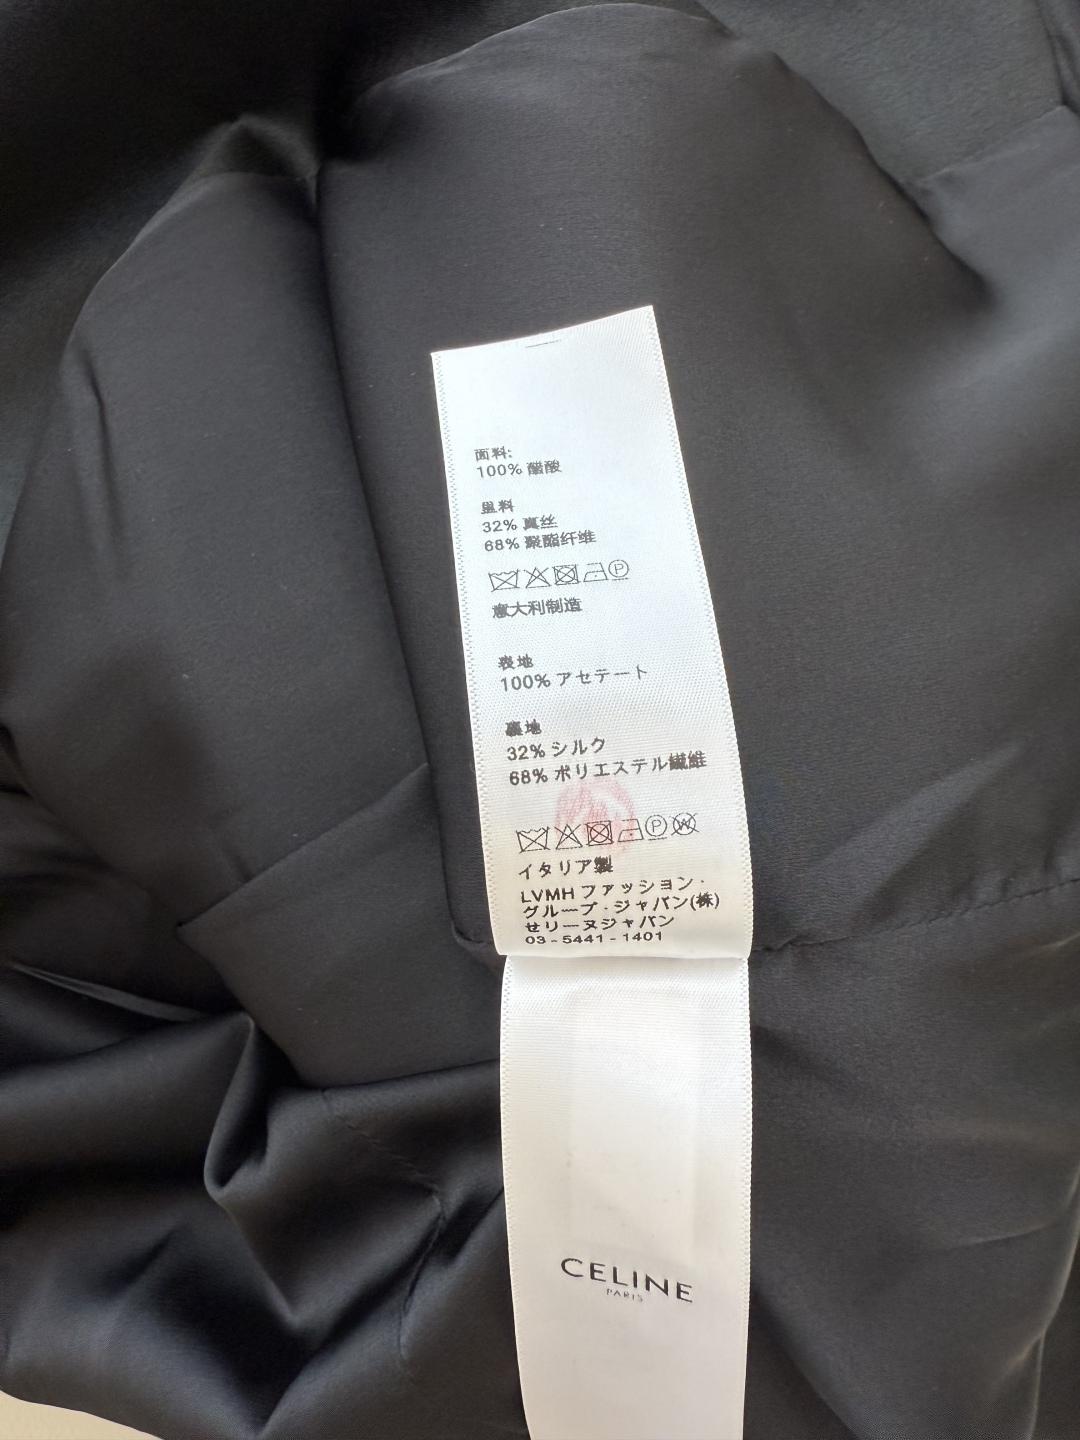 面料:
100% 醋酸
里料
32% 真丝
68% 聚酯纤维
P
意大利制造
表地
100% アセテート
裏地
32% シルク
68% ポリエステル繊維
P W
イタリア製
LVMH ファッション·
グループ·ジャパン(株)
セリーヌジャパン
03-5441-1401
CELINE
PARIS